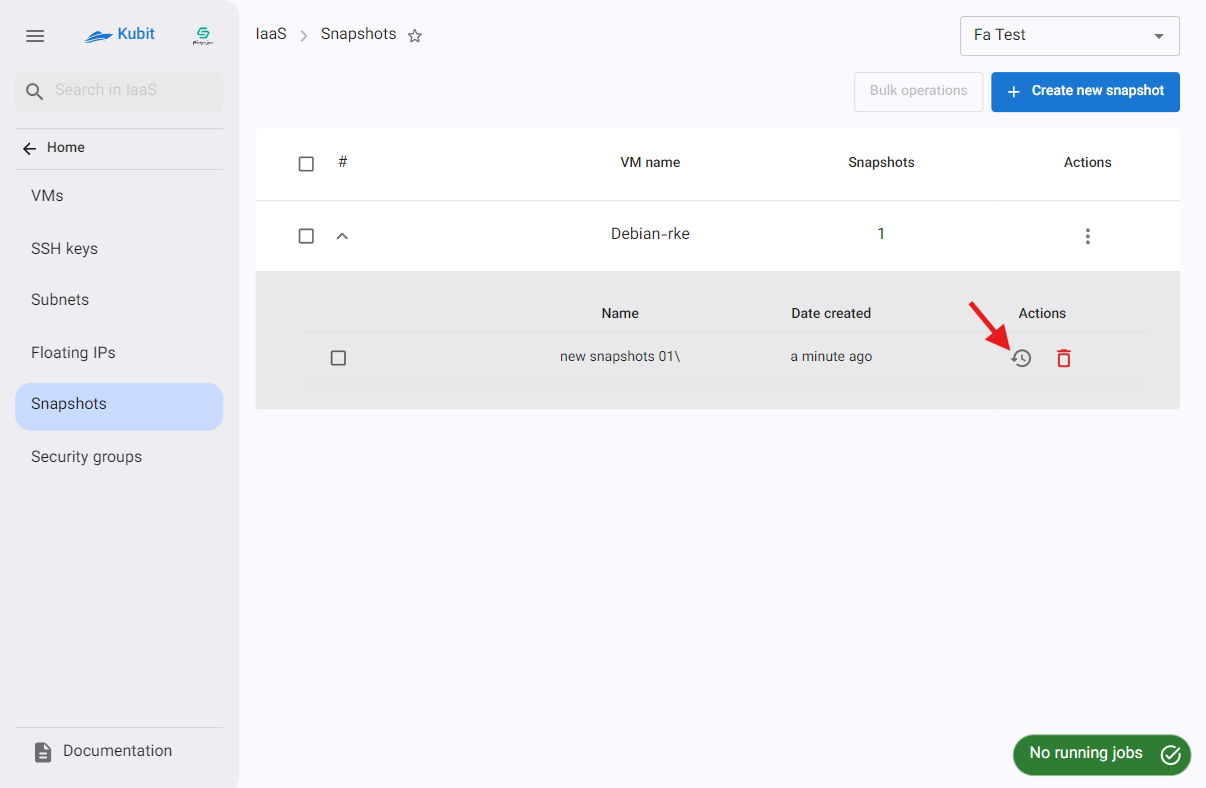 Kubit
IaaS
Snapshots
Fa Test
Search in IaaS
Bulk operations
Create new snapshot
Home
VMs
SSH keys
Subnets
Floating IPs
Snapshots
Security groups
# VM name Snapshots Actions
Debian-rke 1
Name Date created Actions
new snapshots 01\ a minute ago
Documentation
No running jobs